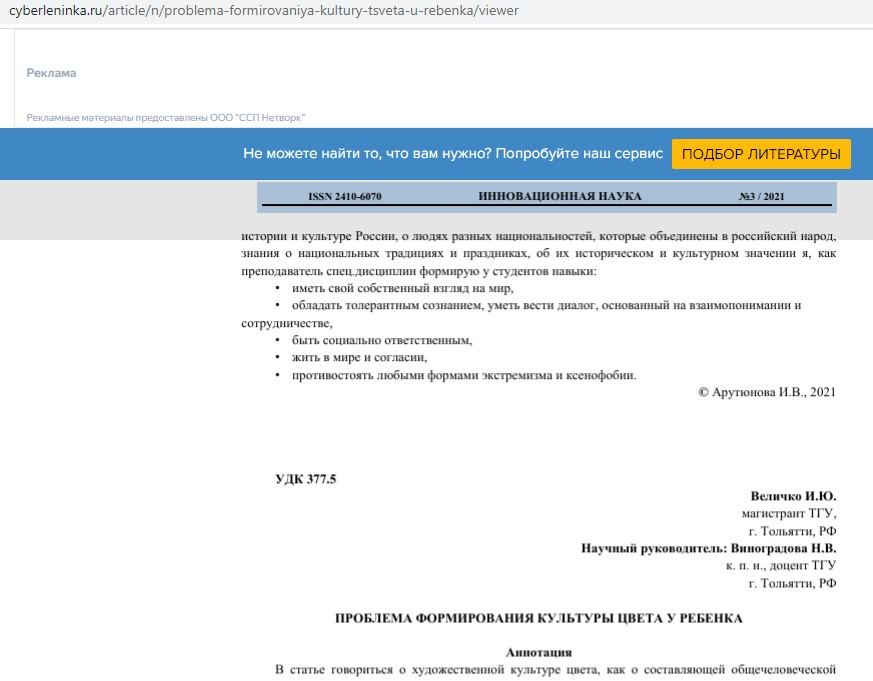 cyberleninka.ru/article/n/problema-formirovaniya-kultury-tsveta-u-rebenka/viewer
Реклама
Рекламные материалы предоставлены ООО "ССП Нетворк"
Не можете найти то, что вам нужно? Попробуйте наш сервис ПОДБОР ЛИТЕРАТУРЫ
ISSN 2410-6070 ИННОВАЦИОННАЯ НАУКА №3 / 2021
истории и культуре России, о людях разных национальностей, которые объединены в российский народ,
знания о национальных традициях и праздниках, об их историческом и культурном значении я, как
преподаватель спец.дисциплин формирую у студентов навыки:
• иметь свой собственный взгляд на мир,
• обладать толерантным сознанием, уметь вести диалог, основанный на взаимопонимании и
сотрудничестве,
• быть социально ответственным,
• жить в мире и согласии,
• противостоять любыми формами экстремизма и ксенофобии.
© Арутюнова И.В., 2021
УДК 377.5
Величко И.Ю.
магистрант ТГУ,
г. Тольятти, РФ
Научный руководитель: Виноградова Н.В.
к. п. н., доцент ТГУ
г. Тольятти, РФ
ПРОБЛЕМА ФОРМИРОВАНИЯ КУЛЬТУРЫ ЦВЕТА У РЕБЕНКА
Аннотация
В статье говориться о художественной культуре цвета, как о составляющей общечеловеческой